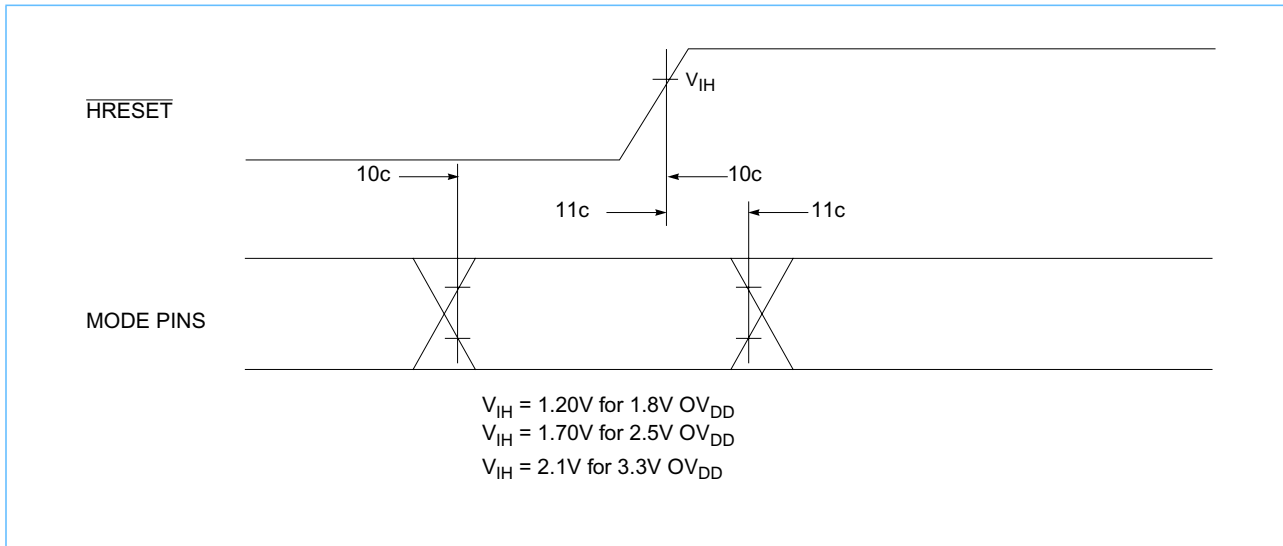 V_IH
HRESET
10c
10c
11c
11c
MODE PINS
V_IH = 1.20V for 1.8V OV_DD
V_IH = 1.70V for 2.5V OV_DD
V_IH = 2.1V for 3.3V OV_DD